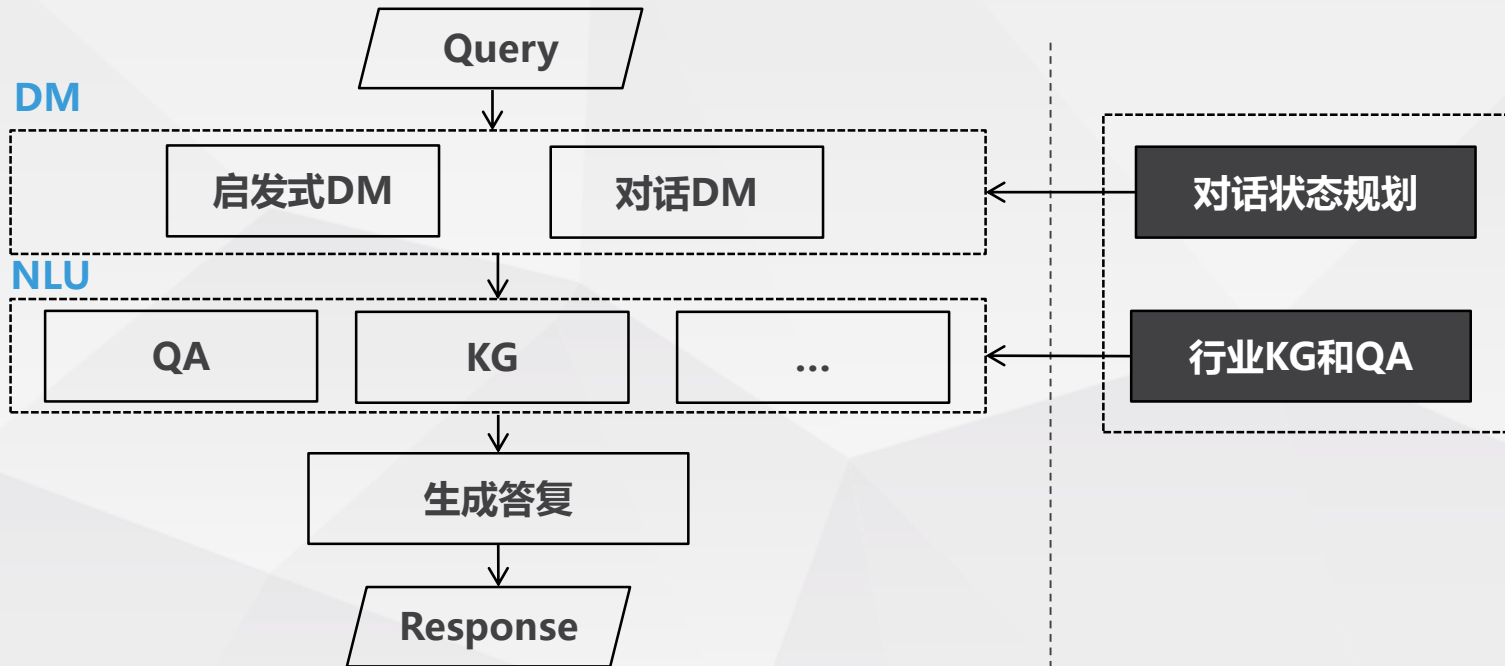 Query
DM
启发式DM
对话DM
对话状态规划
NLU
QA
KG
...
行业KG和QA
生成答复
Response